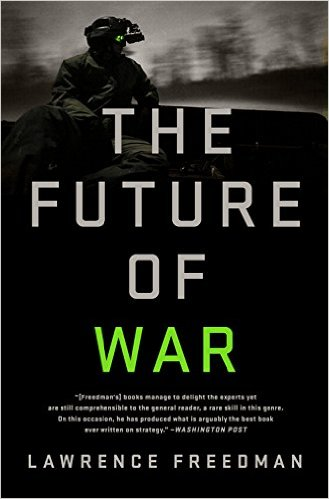 THE
FUTURE
OF
WAR
“[Freedman’s] books manage to delight the experts yet
are still comprehensible to the general reader, a rare skill in this genre.
On this occasion, he has produced what is arguably the best book
ever written on strategy.” –WASHINGTON POST
LAWRENCE FREEDMAN